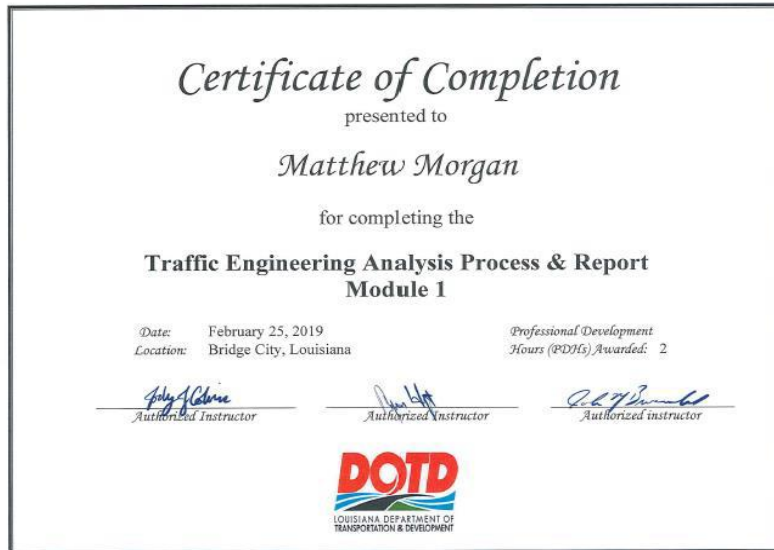 Certificate of Completion
presented to
Matthew Morgan
for completing the
Traffic Engineering Analysis Process & Report
Module 1
Date: February 25, 2019
Location: Bridge City, Louisiana
Professional Development
Hours (PDHs) Awarded: 2
Authorized Instructor
Authorized Instructor
Authorized instructor
DOTD
LOUISIANA DEPARTMENT OF
TRANSPORTATION & DEVELOPMENT